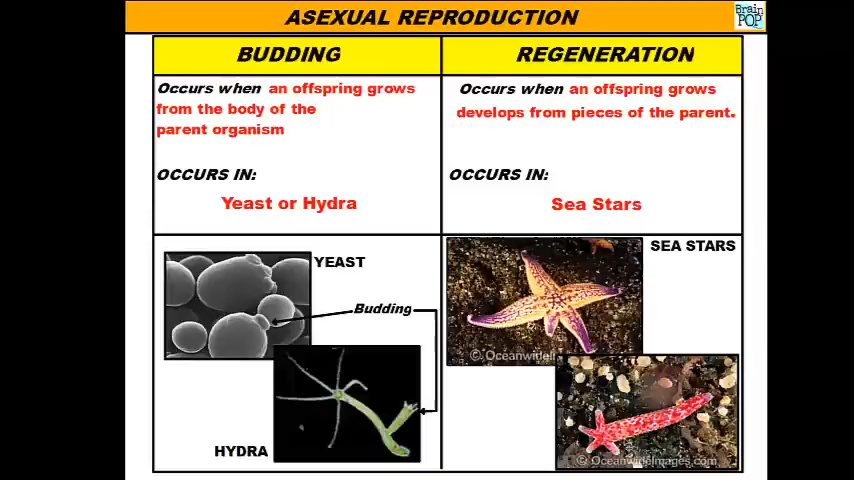 ASEXUAL REPRODUCTION
Brain
POP
BUDDING
Occurs when an offspring grows
from the body of the
parent organism
OCCURS IN:
Yeast or Hydra
REGENERATION
Occurs when an offspring grows
develops from pieces of the parent.
OCCURS IN:
Sea Stars
YEAST
Budding
HYDRA
SEA STARS
© OceanwideI
© OceanwideImages.com